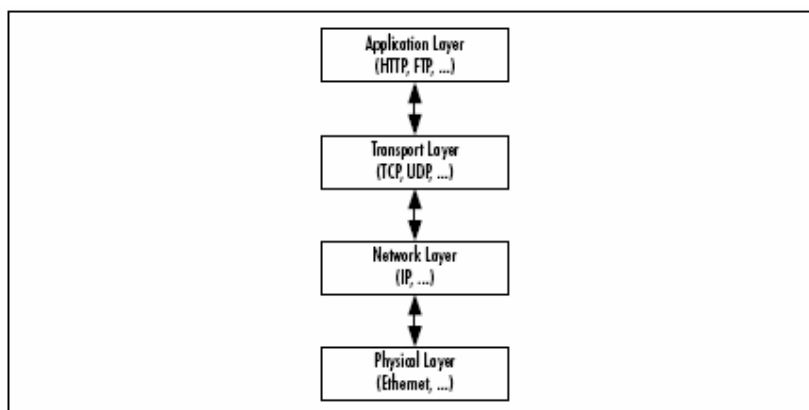 Application Layer
(HTTP, FTP, ...)
Transport Layer
(TCP, UDP, ...)
Network Layer
(IP, ...)
Physical Layer
(Ethernet, ...)